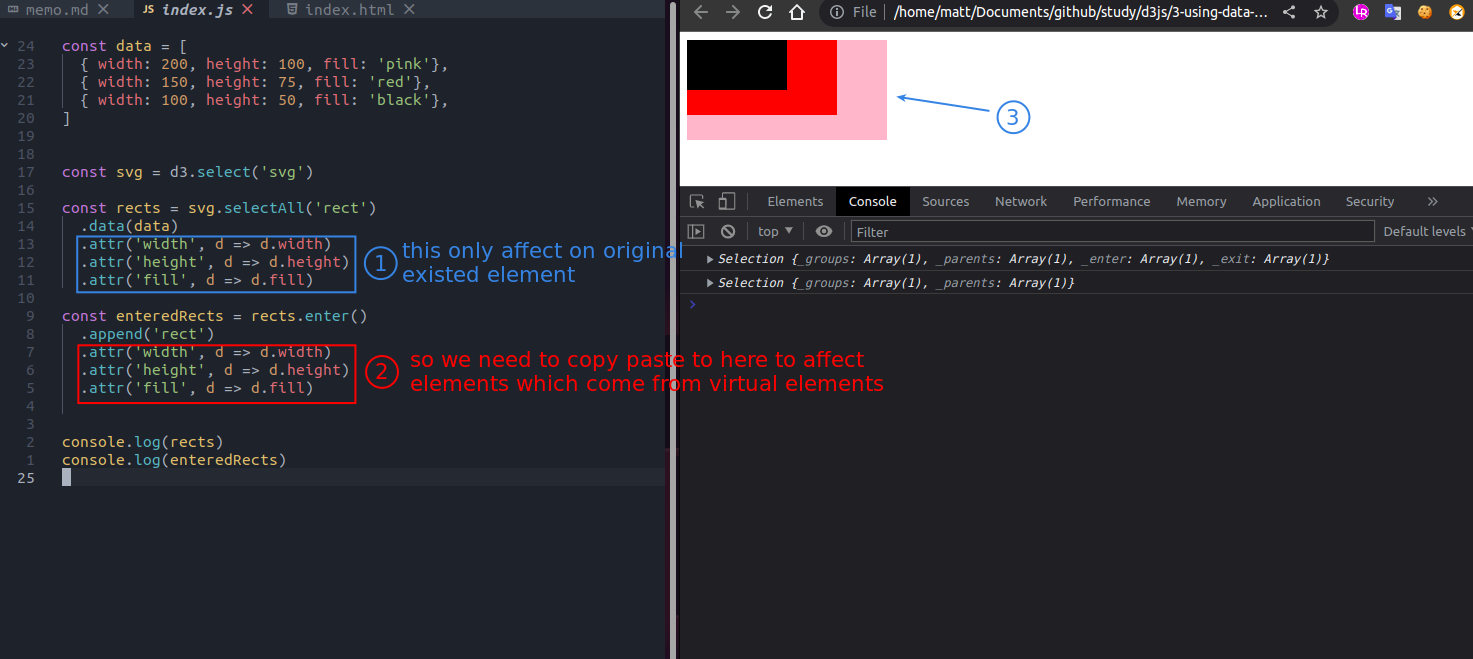 memo.md
JS index.js
index.html
24 const data = [
23 { width: 200, height: 100, fill: 'pink'},
22 { width: 150, height: 75, fill: 'red'},
21 { width: 100, height: 50, fill: 'black'},
20 ]
19
18
17 const svg = d3.select('svg')
16
15 const rects = svg.selectAll('rect')
14 .data(data)
13 .attr('width', d => d.width)
12 .attr('height', d => d.height)
11 .attr('fill', d => d.fill)
10
9 const enteredRects = rects.enter()
8 .append('rect')
7 .attr('width', d => d.width)
6 .attr('height', d => d.height)
5 .attr('fill', d => d.fill)
4
3
2 console.log(rects)
1 console.log(enteredRects)
25
1 this only affect on original
existed element
2 so we need to copy paste to here to affect
elements which come from virtual elements
File /home/matt/Documents/github/study/d3js/3-using-data-...
3
Elements Console Sources Network Performance Memory Application Security »
top ▼ Filter Default levels
▶ Selection {_groups: Array(1), _parents: Array(1), _enter: Array(1), _exit: Array(1)}
▶ Selection {_groups: Array(1), _parents: Array(1)}
>